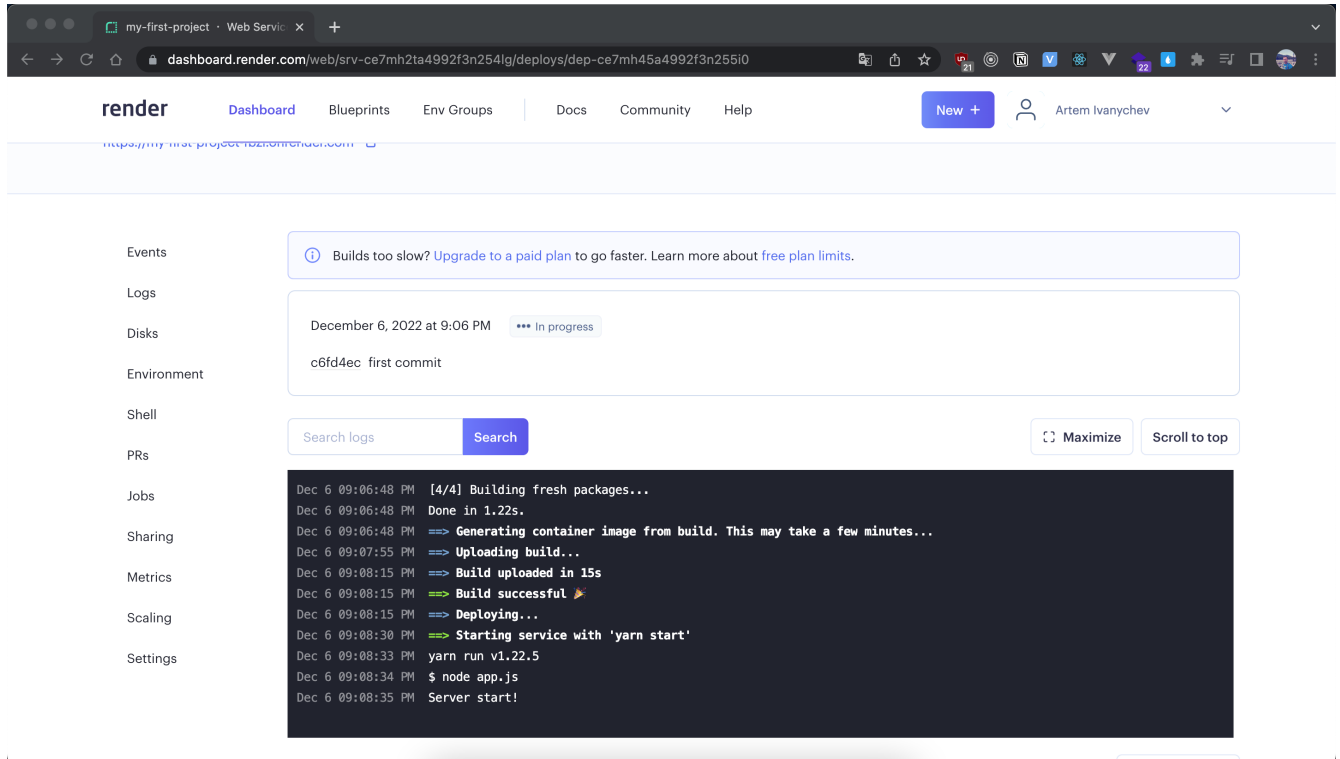 my-first-project · Web Servic
dashboard.render.com/web/srv-ce7mh2ta4992f3n254lg/deploys/dep-ce7mh45a4992f3n255i0
21
22
render
Dashboard
Blueprints
Env Groups
Docs
Community
Help
New +
Artem Ivanychev
https://my-first-project-fbzi.onrender.com
Events
Logs
Disks
Environment
Shell
PRs
Jobs
Sharing
Metrics
Scaling
Settings
Builds too slow? Upgrade to a paid plan to go faster. Learn more about free plan limits.
December 6, 2022 at 9:06 PM ••• In progress
c6fd4ec first commit
Search logs
Search
Maximize
Scroll to top
Dec 6 09:06:48 PM [4/4] Building fresh packages...
Dec 6 09:06:48 PM Done in 1.22s.
Dec 6 09:06:48 PM ==> Generating container image from build. This may take a few minutes...
Dec 6 09:07:55 PM ==> Uploading build...
Dec 6 09:08:15 PM ==> Build uploaded in 15s
Dec 6 09:08:15 PM ==> Build successful 🎉
Dec 6 09:08:15 PM ==> Deploying...
Dec 6 09:08:30 PM ==> Starting service with 'yarn start'
Dec 6 09:08:33 PM yarn run v1.22.5
Dec 6 09:08:34 PM $ node app.js
Dec 6 09:08:35 PM Server start!